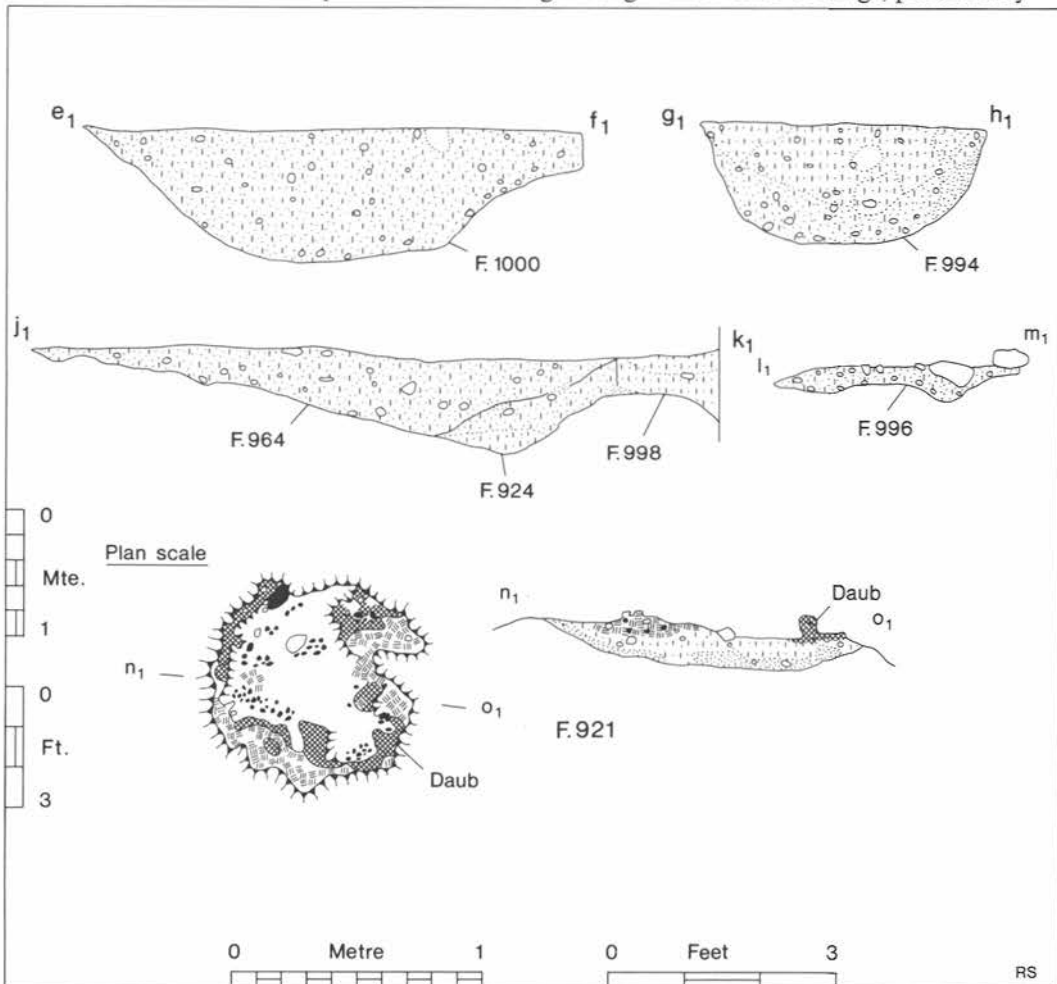 e₁ f₁ g₁ h₁
F. 1000 F. 994
j₁ k₁ l₁ m₁
F. 964 F. 924 F. 998 F. 996
0
Plan scale
Mte.
1
0
Ft.
3
n₁ o₁
Daub
n₁ Daub o₁
F. 921
0 Metre 1 0 Feet 3
RS